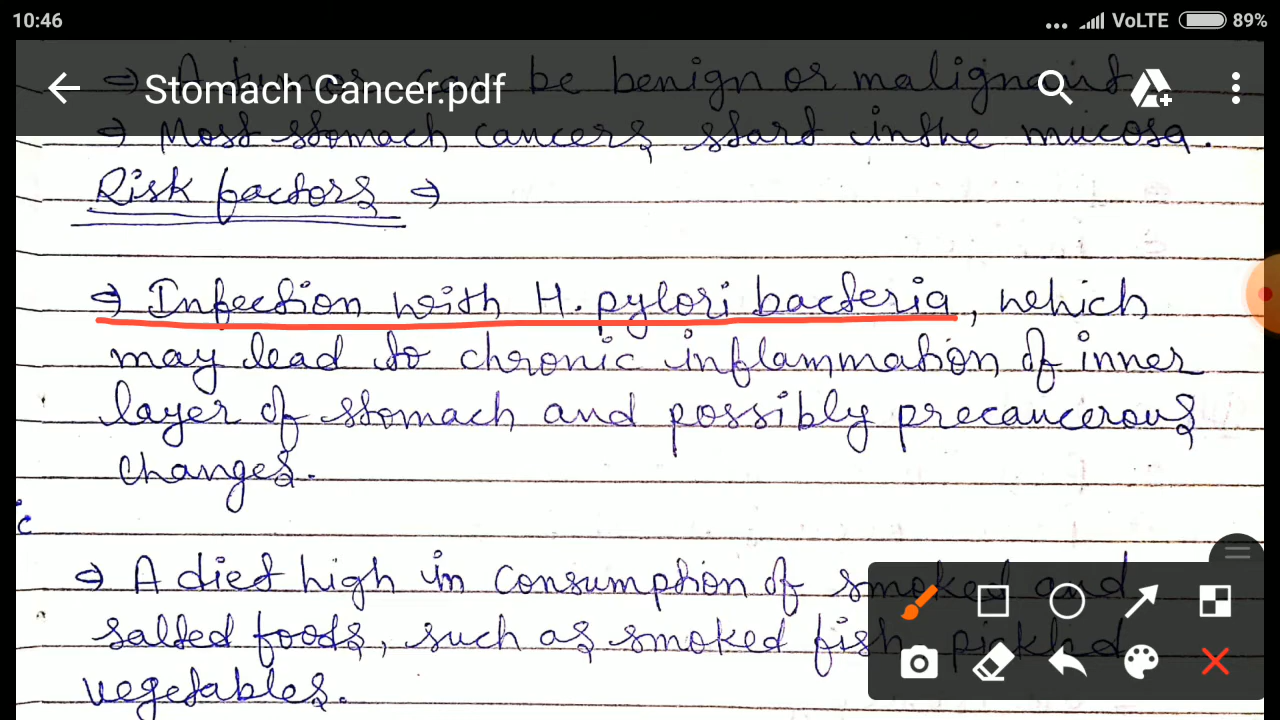 10:46 ... VoLTE 89%
Stomach Cancer.pdf
⇒ A tumor can be benign or malignant.
⇒ Most stomach cancers start in the mucosa.
Risk factors ⇒
⇒ Infection with H. pylori bacteria, which
may lead to chronic inflammation of inner
layer of stomach and possibly precancerous
changes.
⇒ A diet high in consumption of smoked and
salted foods, such as smoked fish pickled
vegetables.